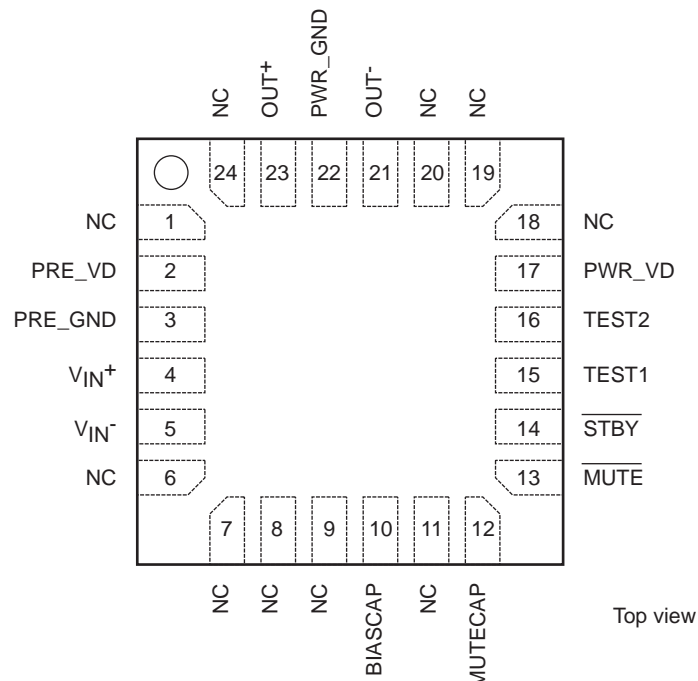 NC
OUT+
PWR_GND
OUT-
NC
NC
24 23 22 21 20 19
NC 1 18 NC
PRE_VD 2 17 PWR_VD
PRE_GND 3 16 TEST2
VIN+ 4 15 TEST1
VIN- 5 14 STBY
NC 6 13 MUTE
7 8 9 10 11 12
NC
NC
NC
BIASCAP
NC
MUTECAP
Top view